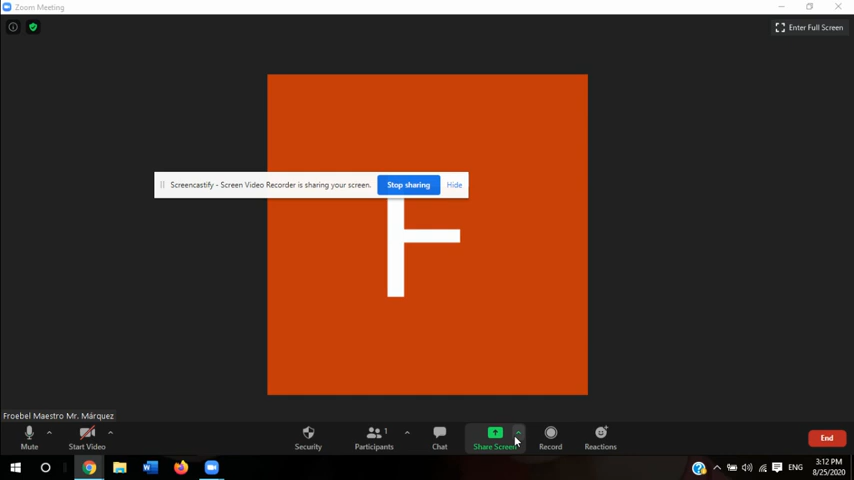 Zoom Meeting
Enter Full Screen
Screencastify - Screen Video Recorder is sharing your screen. Stop sharing Hide
F
Froebel Maestro Mr. Márquez
Mute Start Video Security Participants 1 Chat Share Screen Record Reactions End
ENG 3:12 PM
8/25/2020